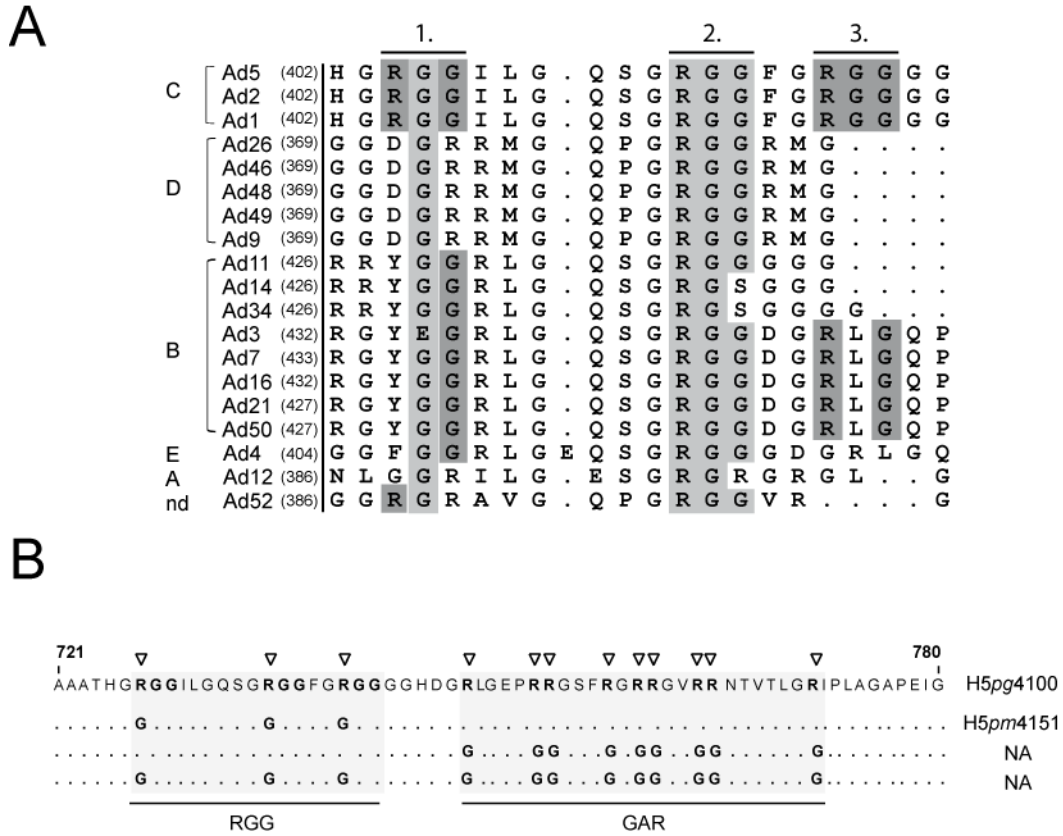 A
1. 2. 3.
C
Ad5 (402) H G R G G I L G . Q S G R G G F G R G G G G
Ad2 (402) H G R G G I L G . Q S G R G G F G R G G G G
Ad1 (402) H G R G G I L G . Q S G R G G F G R G G G G
D
Ad26 (369) G G D G R R M G . Q P G R G G R M G . . . .
Ad46 (369) G G D G R R M G . Q P G R G G R M G . . . .
Ad48 (369) G G D G R R M G . Q P G R G G R M G . . . .
Ad49 (369) G G D G R R M G . Q P G R G G R M G . . . .
Ad9 (369) G G D G R R M G . Q P G R G G R M G . . . .
B
Ad11 (426) R R Y G G R L G . Q S G R G G G G G . . . .
Ad14 (426) R R Y G G R L G . Q S G R G S G G G . . . .
Ad34 (426) R R Y G G R L G . Q S G R G S G G G G . . .
Ad3 (432) R G Y E G R L G . Q S G R G G D G R L G Q P
Ad7 (433) R G Y G G R L G . Q S G R G G D G R L G Q P
Ad16 (432) R G Y G G R L G . Q S G R G G D G R L G Q P
Ad21 (427) R G Y G G R L G . Q S G R G G D G R L G Q P
Ad50 (427) R G Y G G R L G . Q S G R G G D G R L G Q P
E Ad4 (404) G G F G G R L G E Q S G R G G G D G R L G Q
A Ad12 (386) N L G G R I L G . E S G R G R G R G L . . G
nd Ad52 (386) G G R G R A V G . Q P G R G G V R . . . . G
B
721 780
AAATHGRGGILGQSGRGGFGRGGGGHDGRLGEPRRGSFRGRRGVRRNTVTLGRIPLAGAPEIG H5pg4100
......G........G....G.......................................... H5pm4151
............................G....GG...G.GG..GG......G.......... NA
......G........G....G.......G....GG...G.GG..GG......G.......... NA
RGG GAR